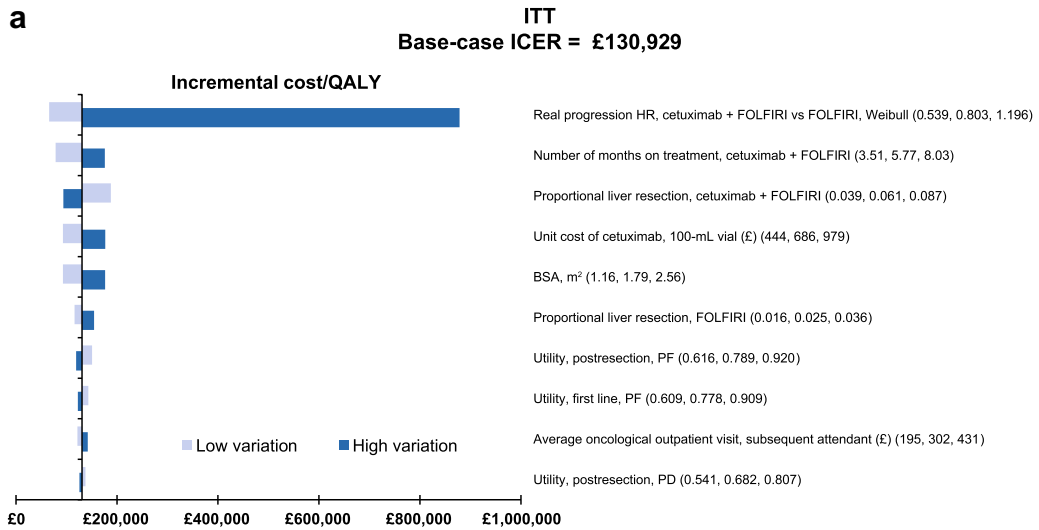 a
ITT
Base-case ICER = £130,929
Incremental cost/QALY
Real progression HR, cetuximab + FOLFIRI vs FOLFIRI, Weibull (0.539, 0.803, 1.196)
Number of months on treatment, cetuximab + FOLFIRI (3.51, 5.77, 8.03)
Proportional liver resection, cetuximab + FOLFIRI (0.039, 0.061, 0.087)
Unit cost of cetuximab, 100-mL vial (£) (444, 686, 979)
BSA, m² (1.16, 1.79, 2.56)
Proportional liver resection, FOLFIRI (0.016, 0.025, 0.036)
Utility, postresection, PF (0.616, 0.789, 0.920)
Utility, first line, PF (0.609, 0.778, 0.909)
Low variation High variation
Average oncological outpatient visit, subsequent attendant (£) (195, 302, 431)
Utility, postresection, PD (0.541, 0.682, 0.807)
£0 £200,000 £400,000 £600,000 £800,000 £1,000,000